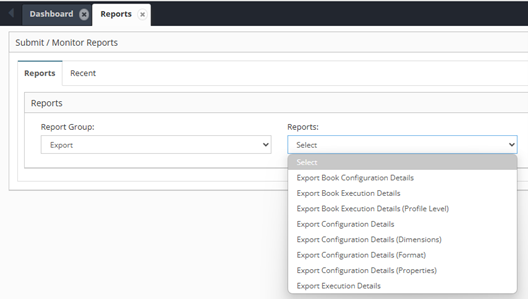 Dashboard Reports
Submit / Monitor Reports
Reports Recent
Reports
Report Group: Reports:
Export Select
Select
Export Book Configuration Details
Export Book Execution Details
Export Book Execution Details (Profile Level)
Export Configuration Details
Export Configuration Details (Dimensions)
Export Configuration Details (Format)
Export Configuration Details (Properties)
Export Execution Details